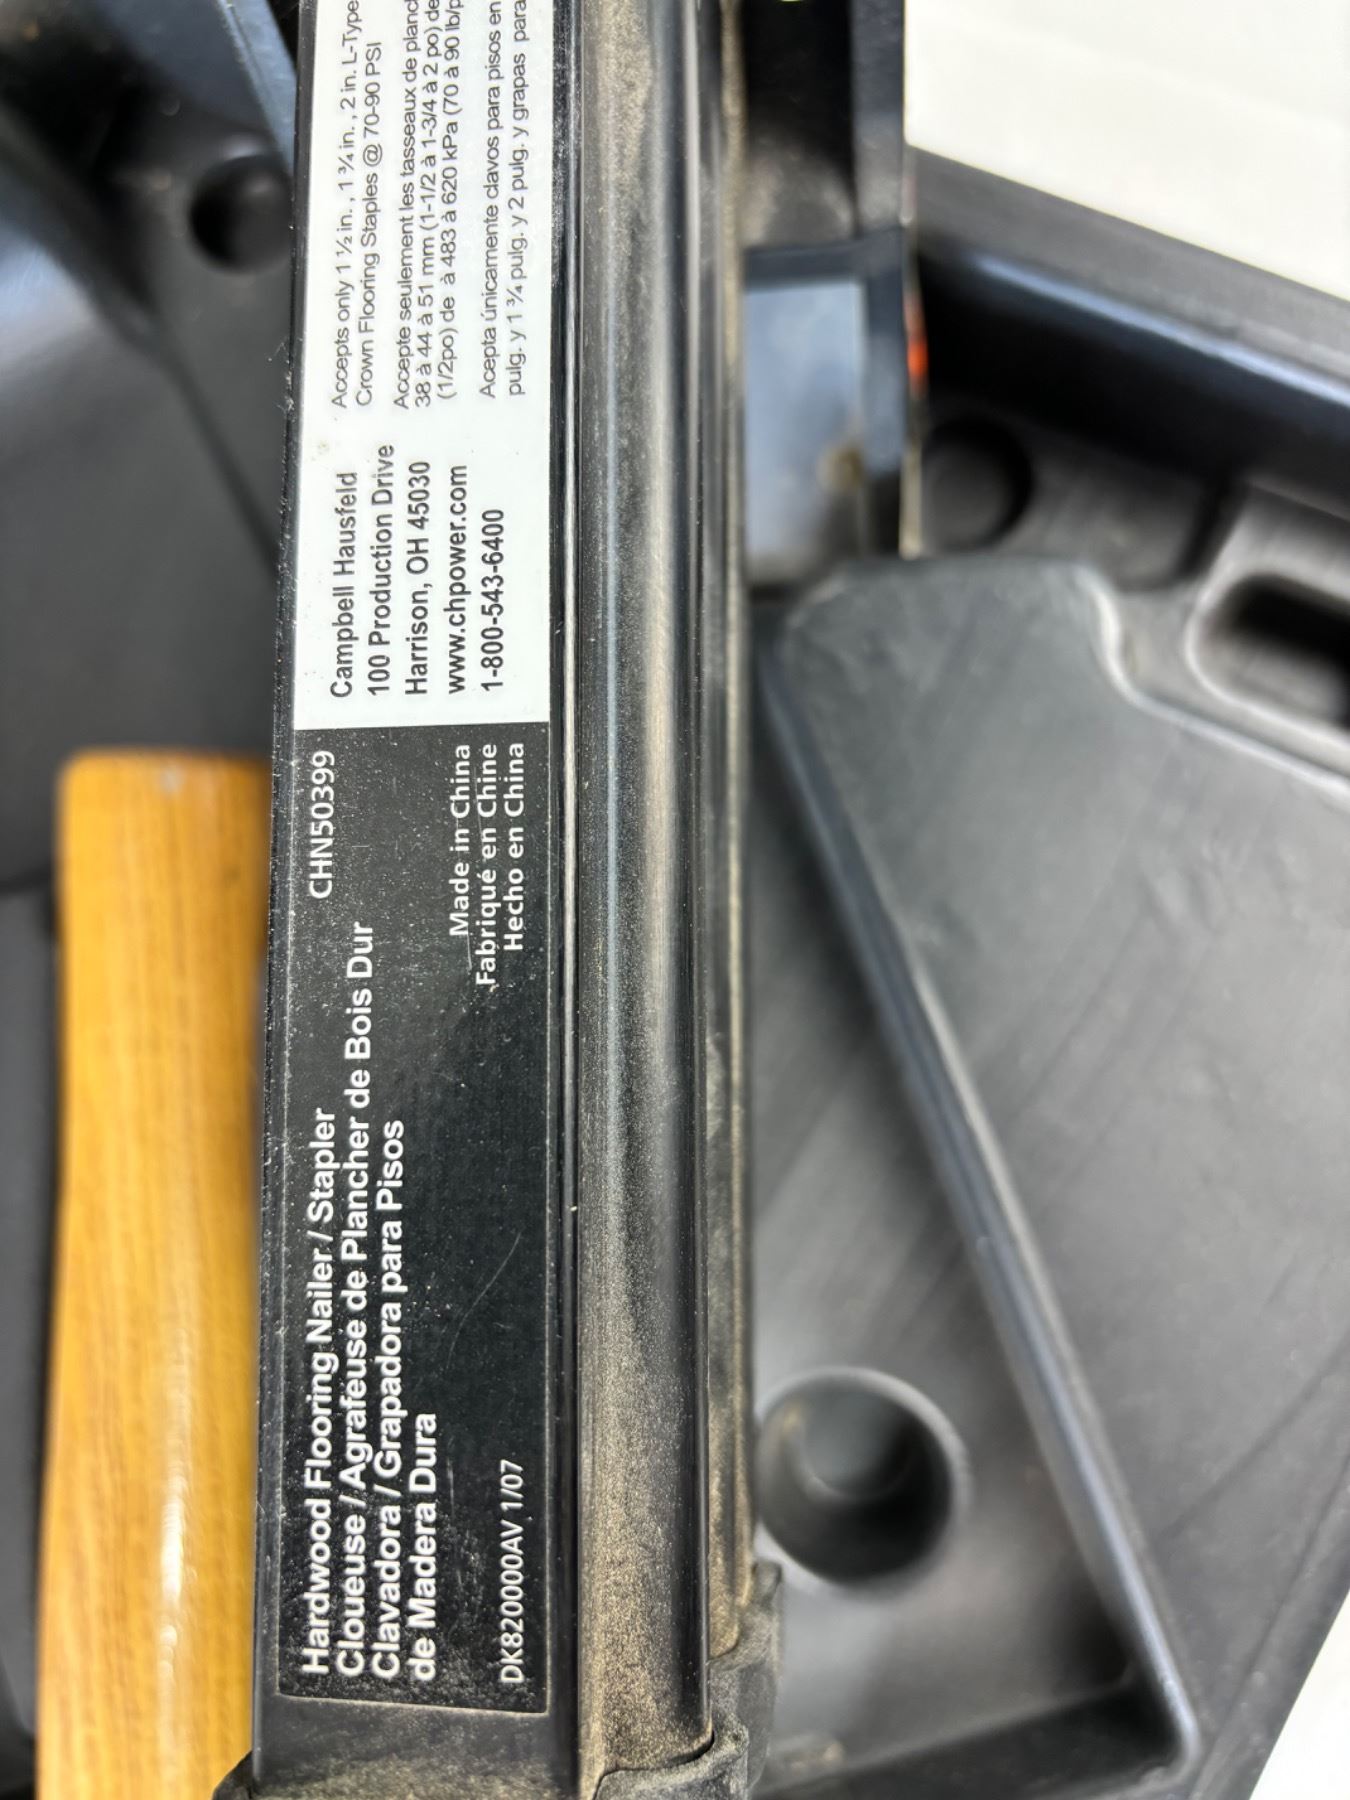 Hardwood Flooring Nailer / Stapler
Cloueuse / Agrafeuse de Plancher de Bois Dur
Clavadora / Grapadora para Pisos
de Madera Dura
CHN50399
Made in China
Fabriqué en Chine
Hecho en China
DK820000AV 1/07
Campbell Hausfeld
100 Production Drive
Harrison, OH 45030
www.chpower.com
1-800-543-6400
Accepts only 1 ½ in., 1 ¾ in., 2 in. L-Type
Crown Flooring Staples @ 70-90 PSI
Accepte seulement les tasseaux de planc
38 à 44 à 51 mm (1-1/2 à 1-3/4 à 2 po) de
(1/2po) de à 483 à 620 kPa (70 à 90 lb/p
Acepta únicamente clavos para pisos en
pulg. y 1 ¾ pulg. y 2 pulg. y grapas para